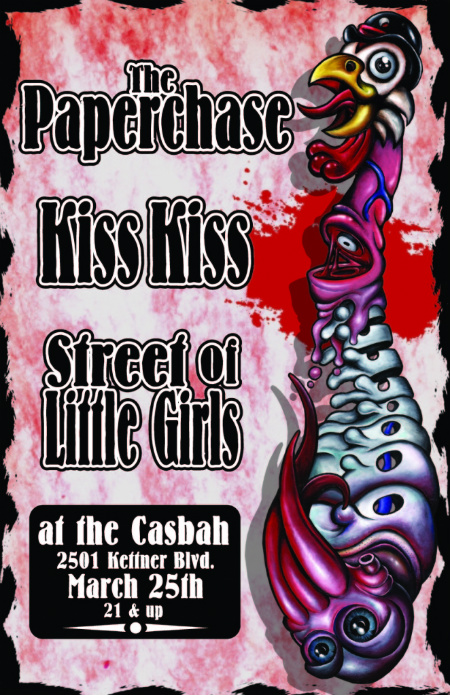 The
Paperchase
Kiss Kiss
Street of
Little Girls
at the Casbah
2501 Kettner Blvd.
March 25th
21 & up